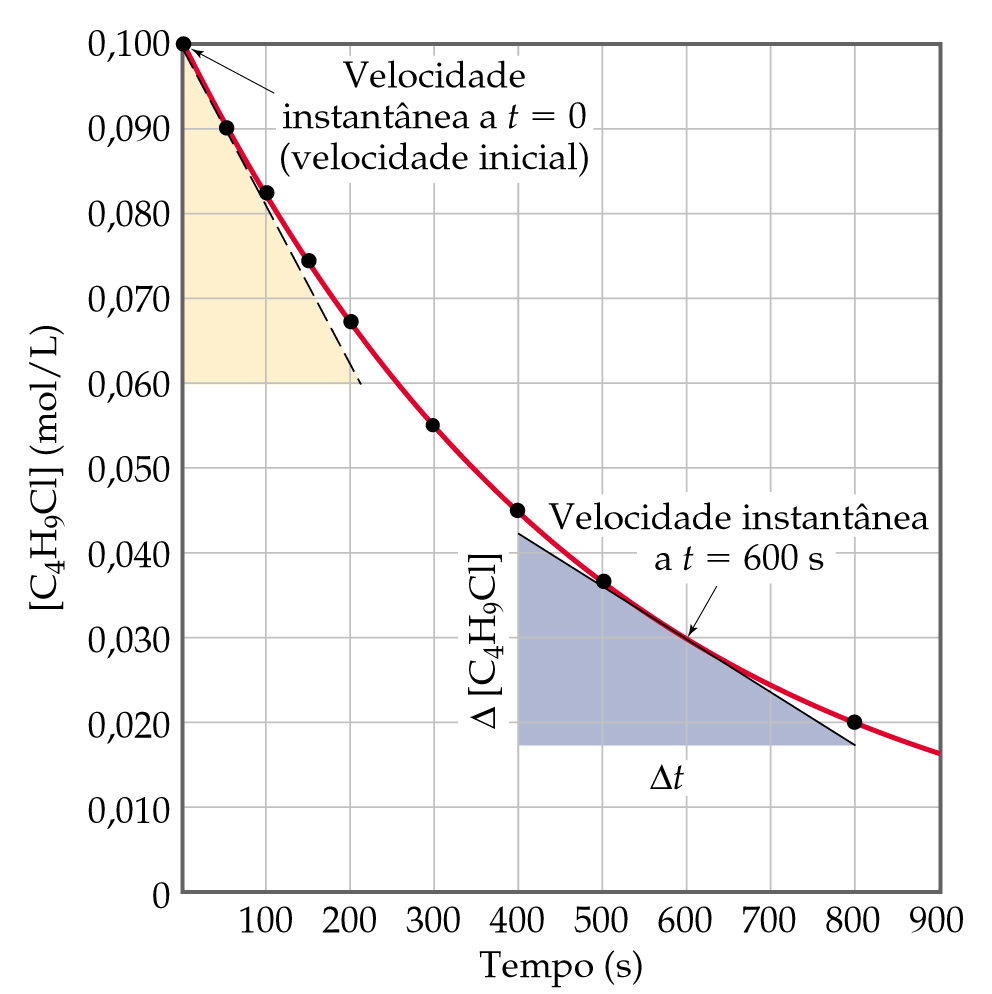 0,100
0,090
0,080
0,070
0,060
0,050
0,040
0,030
0,020
0,010
0
[C₄H₉Cl] (mol/L)
Velocidade
instantânea a t = 0
(velocidade inicial)
Velocidade instantânea
a t = 600 s
Δ [C₄H₉Cl]
Δt
100 200 300 400 500 600 700 800 900
Tempo (s)